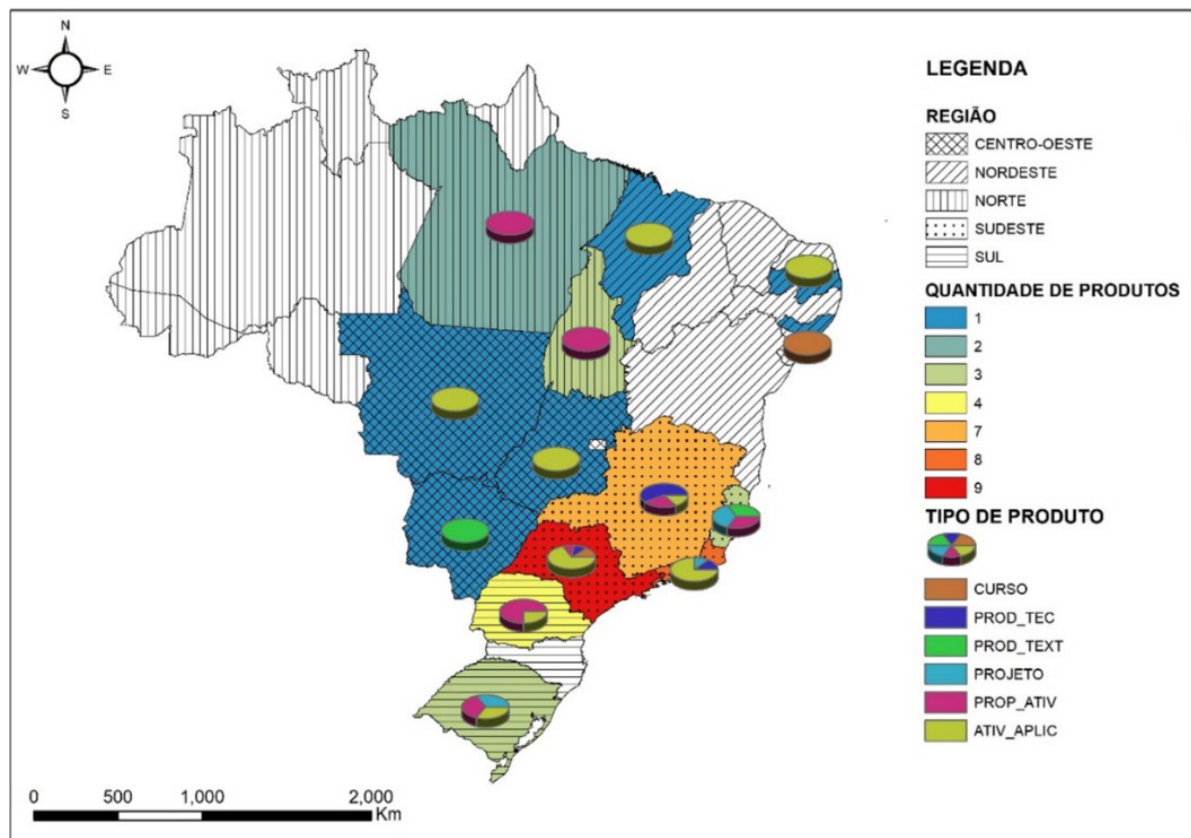 N
W E
S
LEGENDA
REGIÃO
CENTRO-OESTE
NORDESTE
NORTE
SUDESTE
SUL
QUANTIDADE DE PRODUTOS
1
2
3
4
7
8
9
TIPO DE PRODUTO
CURSO
PROD_TEC
PROD_TEXT
PROJETO
PROP_ATIV
ATIV_APLIC
0 500 1,000 2,000
Km